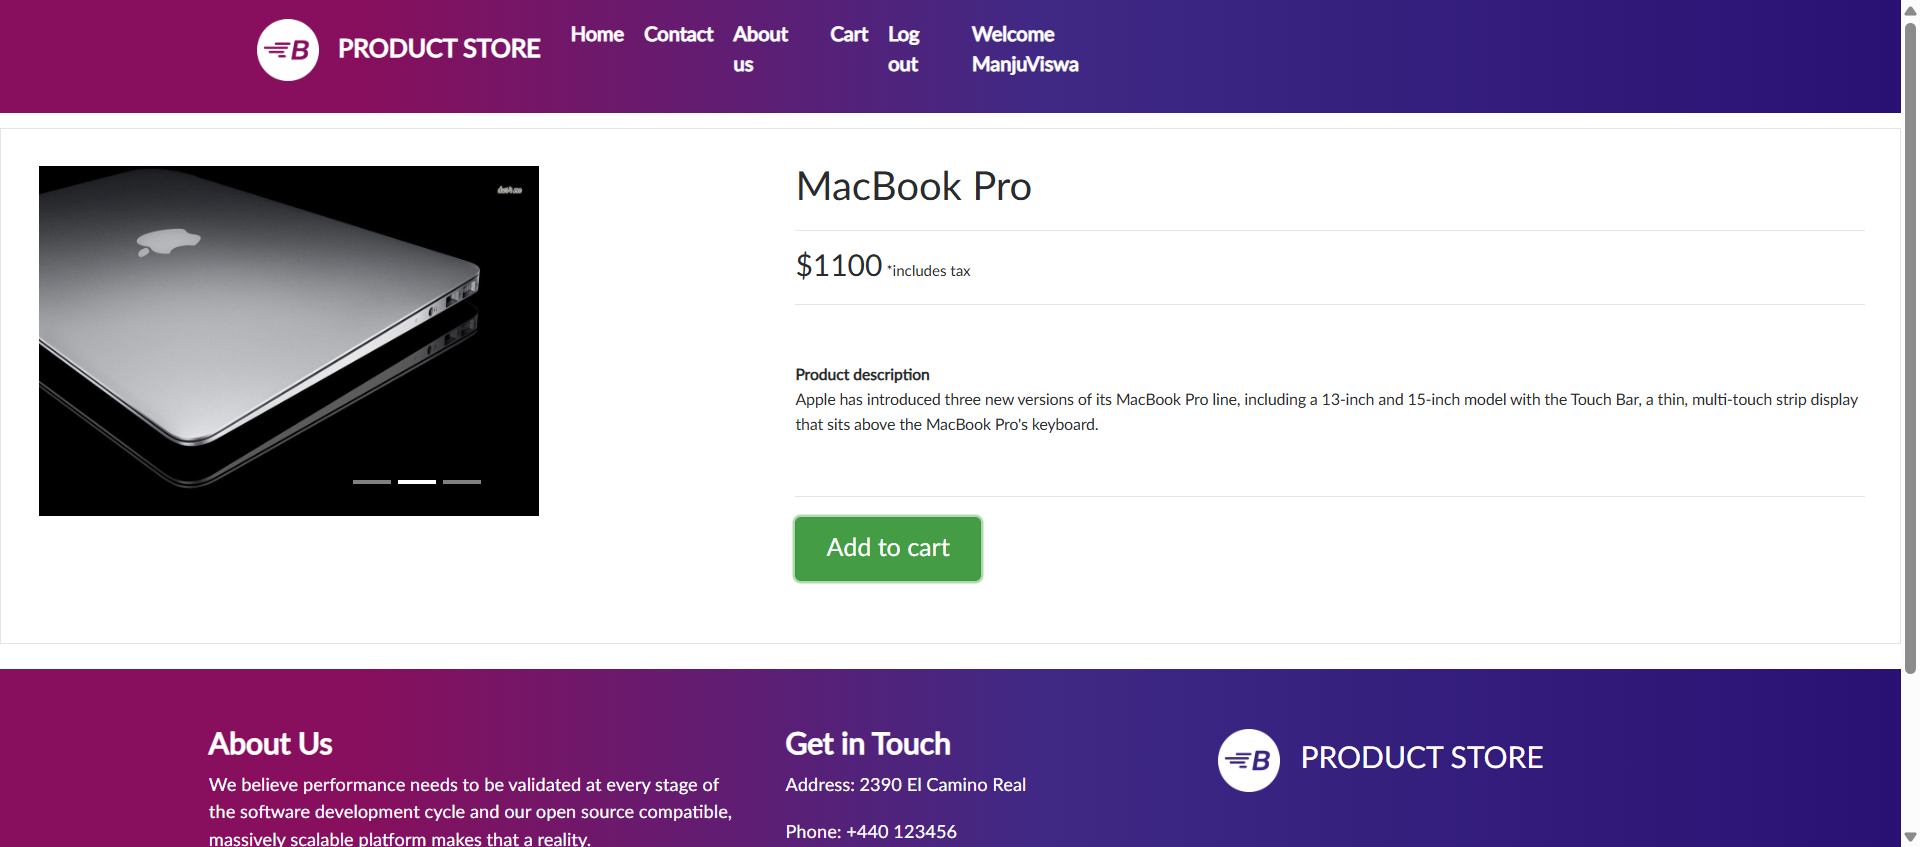 B PRODUCT STORE Home Contact About us Cart Log out Welcome ManjuViswa
MacBook Pro
$1100 *includes tax
Product description
Apple has introduced three new versions of its MacBook Pro line, including a 13-inch and 15-inch model with the Touch Bar, a thin, multi-touch strip display
that sits above the MacBook Pro's keyboard.
Add to cart
About Us
We believe performance needs to be validated at every stage of
the software development cycle and our open source compatible,
massively scalable platform makes that a reality.
Get in Touch
Address: 2390 El Camino Real
Phone: +440 123456
B PRODUCT STORE